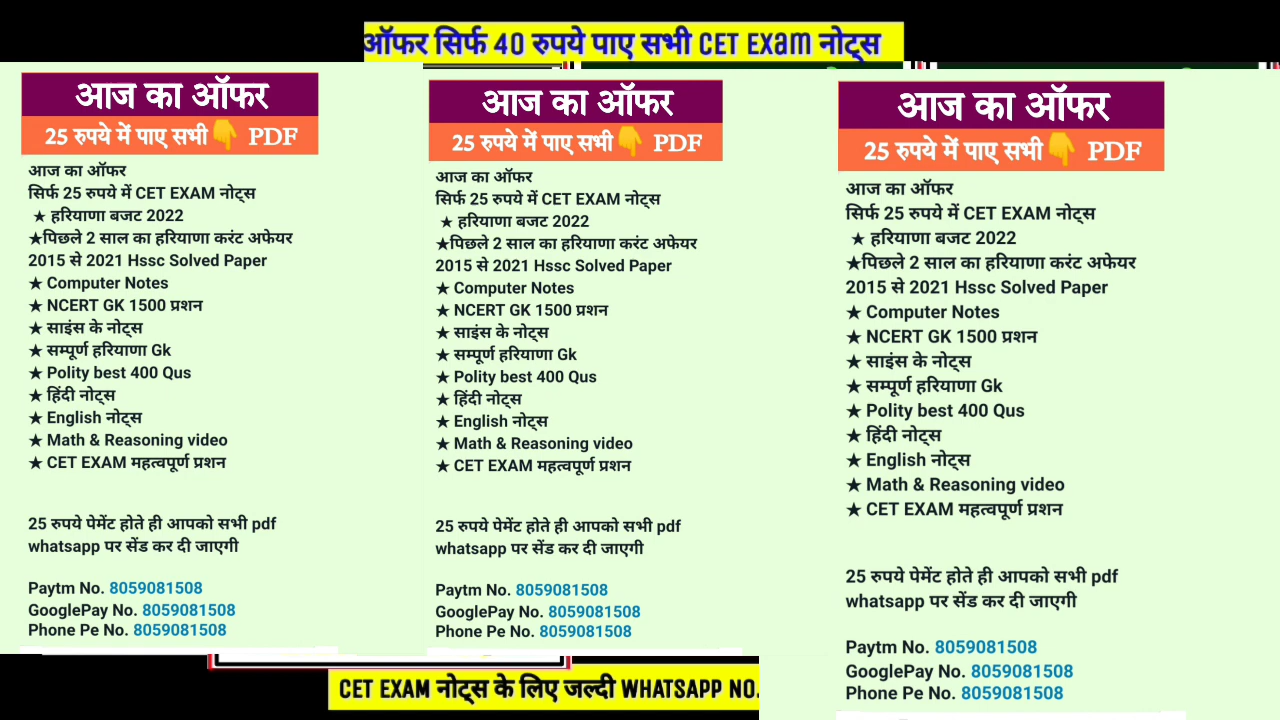 ऑफर सिर्फ 40 रुपये पाए सभी CET Exam नोट्स
आज का ऑफर
25 रुपये में पाए सभी👇 PDF
आज का ऑफर
सिर्फ 25 रुपये में CET EXAM नोट्स
★ हरियाणा बजट 2022
★पिछले 2 साल का हरियाणा करंट अफेयर
2015 से 2021 Hssc Solved Paper
★ Computer Notes
★ NCERT GK 1500 प्रशन
★ साइंस के नोट्स
★ सम्पूर्ण हरियाणा Gk
★ Polity best 400 Qus
★ हिंदी नोट्स
★ English नोट्स
★ Math & Reasoning video
★ CET EXAM महत्वपूर्ण प्रशन
25 रुपये पेमेंट होते ही आपको सभी pdf
whatsapp पर सेंड कर दी जाएगी
Paytm No. 8059081508
GooglePay No. 8059081508
Phone Pe No. 8059081508
आज का ऑफर
25 रुपये में पाए सभी👇 PDF
आज का ऑफर
सिर्फ 25 रुपये में CET EXAM नोट्स
★ हरियाणा बजट 2022
★पिछले 2 साल का हरियाणा करंट अफेयर
2015 से 2021 Hssc Solved Paper
★ Computer Notes
★ NCERT GK 1500 प्रशन
★ साइंस के नोट्स
★ सम्पूर्ण हरियाणा Gk
★ Polity best 400 Qus
★ हिंदी नोट्स
★ English नोट्स
★ Math & Reasoning video
★ CET EXAM महत्वपूर्ण प्रशन
25 रुपये पेमेंट होते ही आपको सभी pdf
whatsapp पर सेंड कर दी जाएगी
Paytm No. 8059081508
GooglePay No. 8059081508
Phone Pe No. 8059081508
आज का ऑफर
25 रुपये में पाए सभी👇 PDF
आज का ऑफर
सिर्फ 25 रुपये में CET EXAM नोट्स
★ हरियाणा बजट 2022
★पिछले 2 साल का हरियाणा करंट अफेयर
2015 से 2021 Hssc Solved Paper
★ Computer Notes
★ NCERT GK 1500 प्रशन
★ साइंस के नोट्स
★ सम्पूर्ण हरियाणा Gk
★ Polity best 400 Qus
★ हिंदी नोट्स
★ English नोट्स
★ Math & Reasoning video
★ CET EXAM महत्वपूर्ण प्रशन
25 रुपये पेमेंट होते ही आपको सभी pdf
whatsapp पर सेंड कर दी जाएगी
Paytm No. 8059081508
GooglePay No. 8059081508
Phone Pe No. 8059081508
CET EXAM नोट्स के लिए जल्दी WHATSAPP NO.